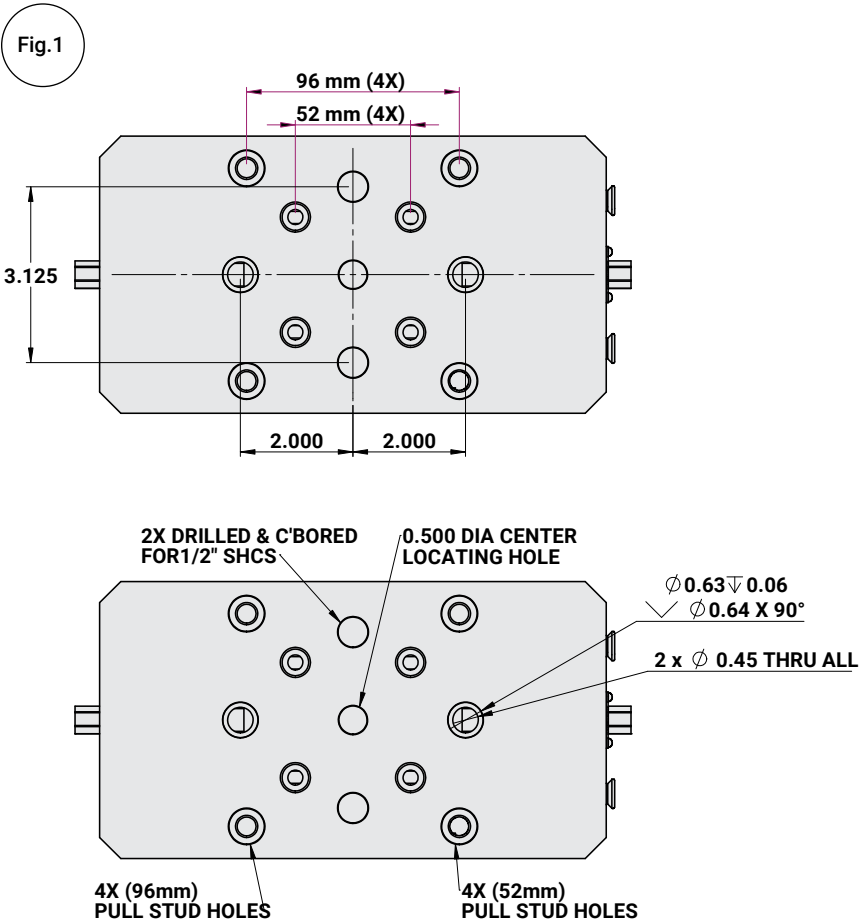 Fig.1
96 mm (4X)
52 mm (4X)
3.125
2.000
2.000
2X DRILLED & C'BORED
FOR1/2" SHCS
0.500 DIA CENTER
LOCATING HOLE
∅0.63↧0.06
⌵ ∅0.64 X 90°
2 x ∅ 0.45 THRU ALL
4X (96mm)
PULL STUD HOLES
4X (52mm)
PULL STUD HOLES